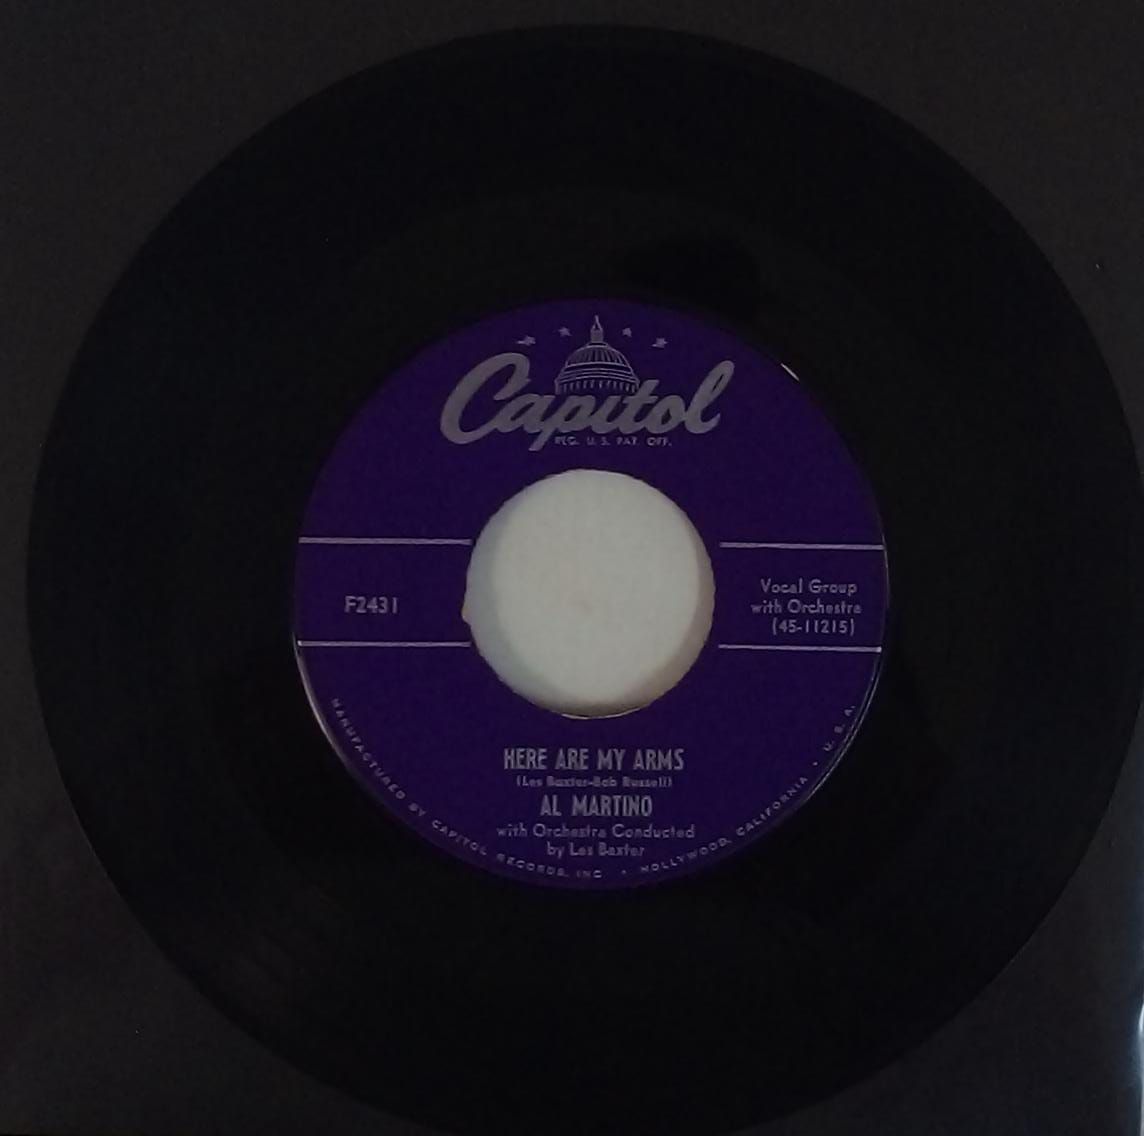 Capitol
REG. U.S. PAT. OFF.
F2431
Vocal Group
with Orchestra
(45-11215)
HERE ARE MY ARMS
(Les Baxter-Bob Russell)
AL MARTINO
with Orchestra Conducted
by Les Baxter
MANUFACTURED BY CAPITOL RECORDS, INC • HOLLYWOOD, CALIFORNIA • U. S. A.